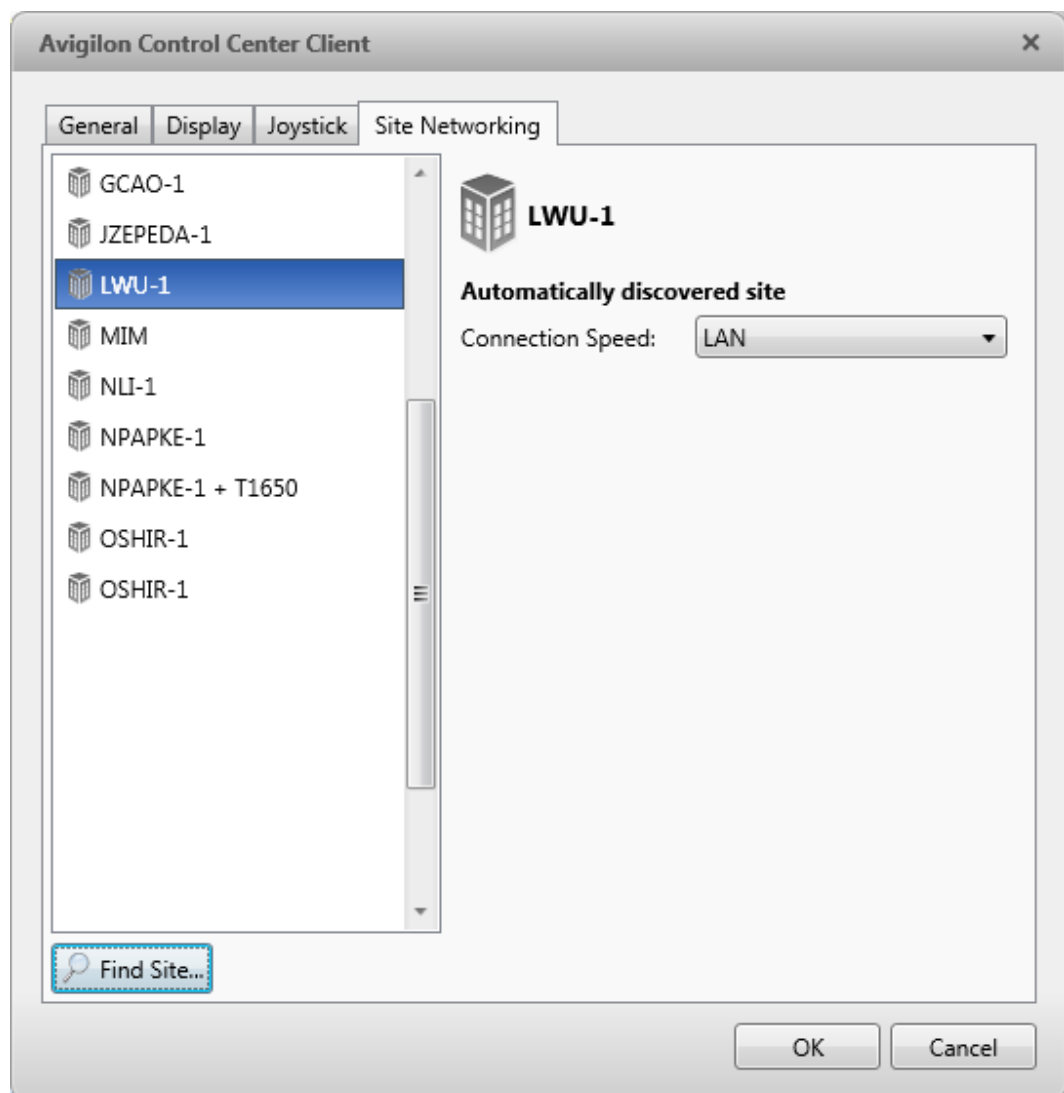 Avigilon Control Center Client
General Display Joystick Site Networking
GCAO-1
JZEPEDA-1
LWU-1
MIM
NLI-1
NPAPKE-1
NPAPKE-1 + T1650
OSHIR-1
OSHIR-1
LWU-1
Automatically discovered site
Connection Speed: LAN
Find Site...
OK Cancel